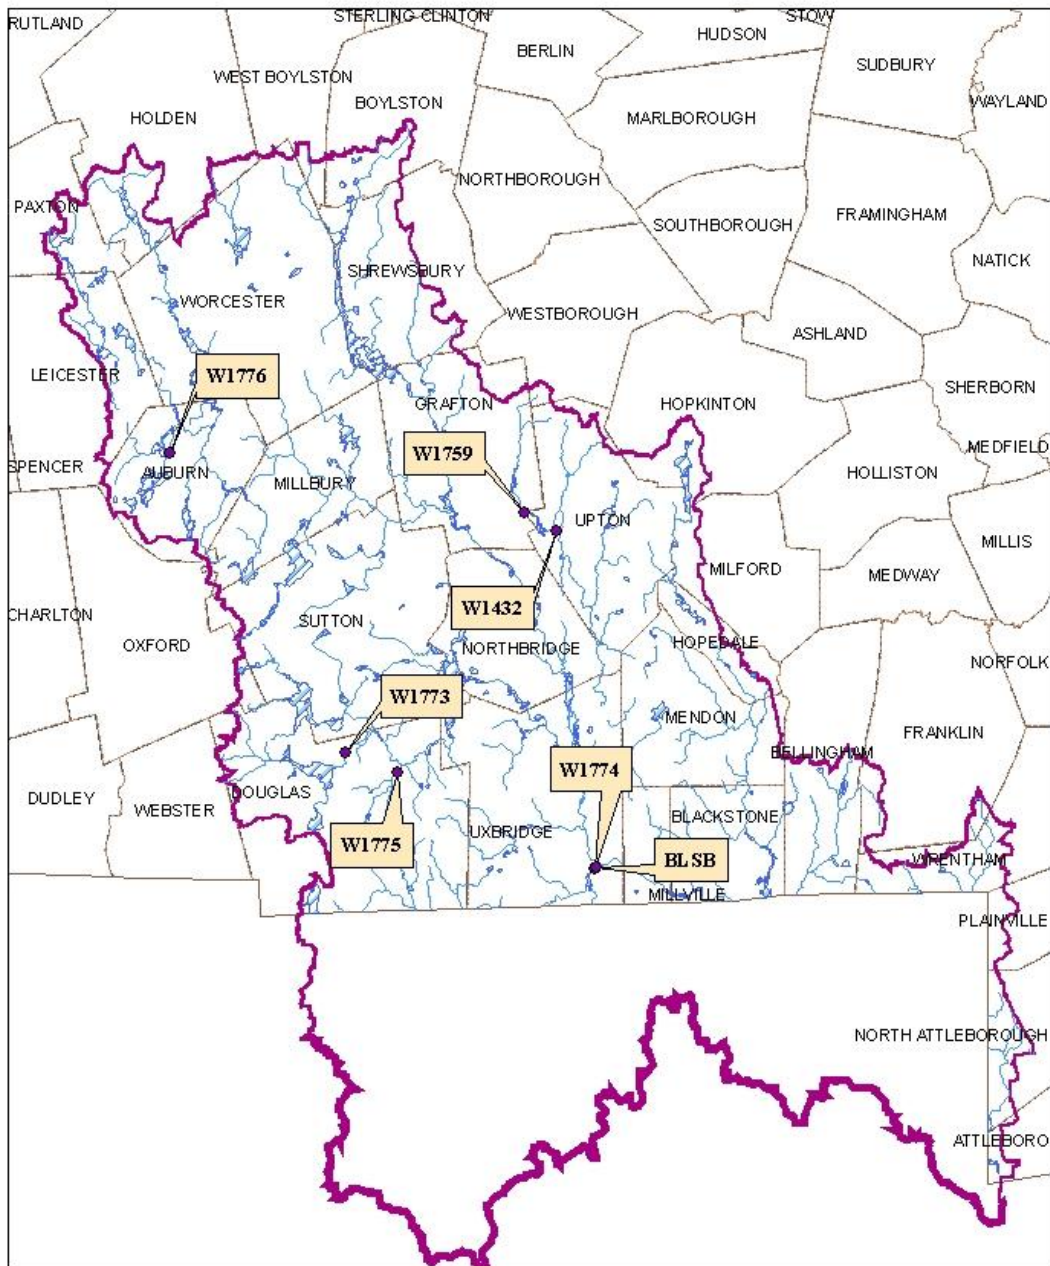 RUTLAND
STERLING CLINTON
STOW
HUDSON
BERLIN
SUDBURY
WEST BOYLSTON
BOYLSTON
WAYLAND
HOLDEN
MARLBOROUGH
NORTHBOROUGH
PAXTON
FRAMINGHAM
SOUTHBOROUGH
NATICK
SHREWSBURY
WORCESTER
WESTBOROUGH
ASHLAND
LEICESTER
W1776
SHERBORN
GRAFTON
HOPKINTON
MEDFIELD
W1759
SPENCER
AUBURN
HOLLISTON
MILLBURY
UPTON
MILLIS
MILFORD
MEDWAY
W1432
CHARLTON
SUTTON
OXFORD
NORTHBRIDGE
HOPEDALE
NORFOLK
W1773
MENDON
FRANKLIN
BELLINGHAM
W1774
DUDLEY
DOUGLAS
WEBSTER
BLACKSTONE
UXBRIDGE
W1775
BLSB
WRENTHAM
MILLVILLE
PLAINVILLE
NORTH ATTLEBOROUGH
ATTLEBORO